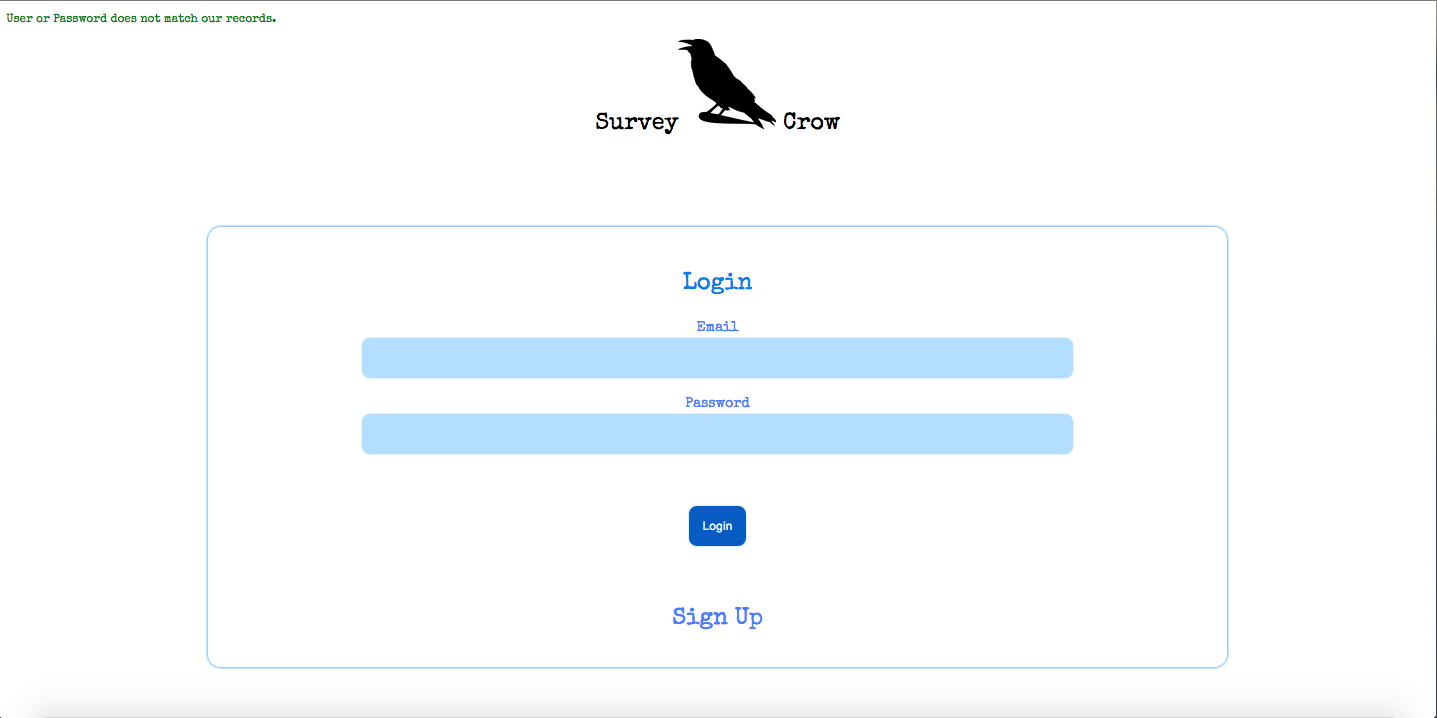 User or Password does not match our records.
Survey Crow
Login
Email
Password
Login
Sign Up